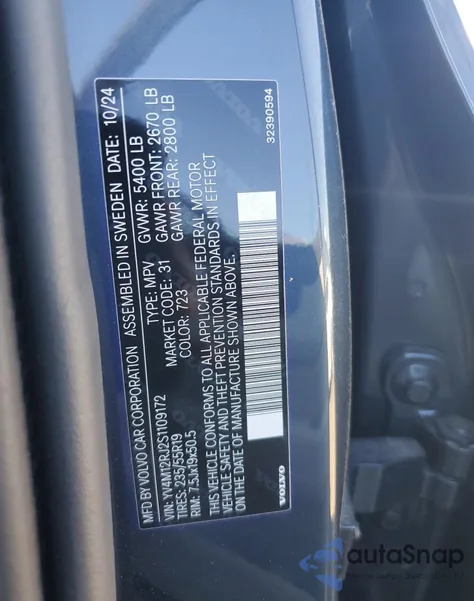 MFD BY VOLVO CAR CORPORATION ASSEMBLED IN SWEDEN DATE: 10/24
VIN: YV4M12RJ2S1109172 TYPE: MPV GVWR: 5400 LB
TIRES: 235/55R19 MARKET CODE: 31 GAWR FRONT: 2670 LB
RIM: 7.5Jx19x50.5 COLOR: 723 GAWR REAR: 2800 LB
THIS VEHICLE CONFORMS TO ALL APPLICABLE FEDERAL MOTOR
VEHICLE SAFETY AND THEFT PREVENTION STANDARDS IN EFFECT
ON THE DATE OF MANUFACTURE SHOWN ABOVE.
VOLVO 32390594
autoSnap